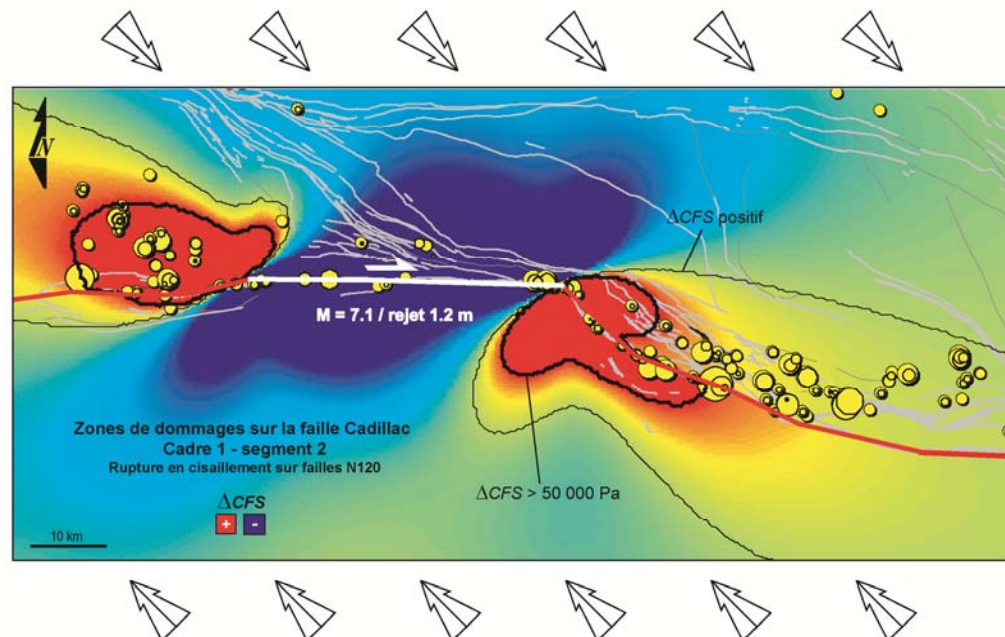 N
ΔCFS positif
M = 7.1 / rejet 1.2 m
Zones de dommages sur la faille Cadillac
Cadre 1 - segment 2
Rupture en cisaillement sur failles N120
ΔCFS > 50 000 Pa
ΔCFS
+ -
10 km